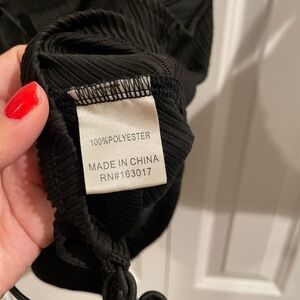 100%POLYESTER
MADE IN CHINA
RN#163017